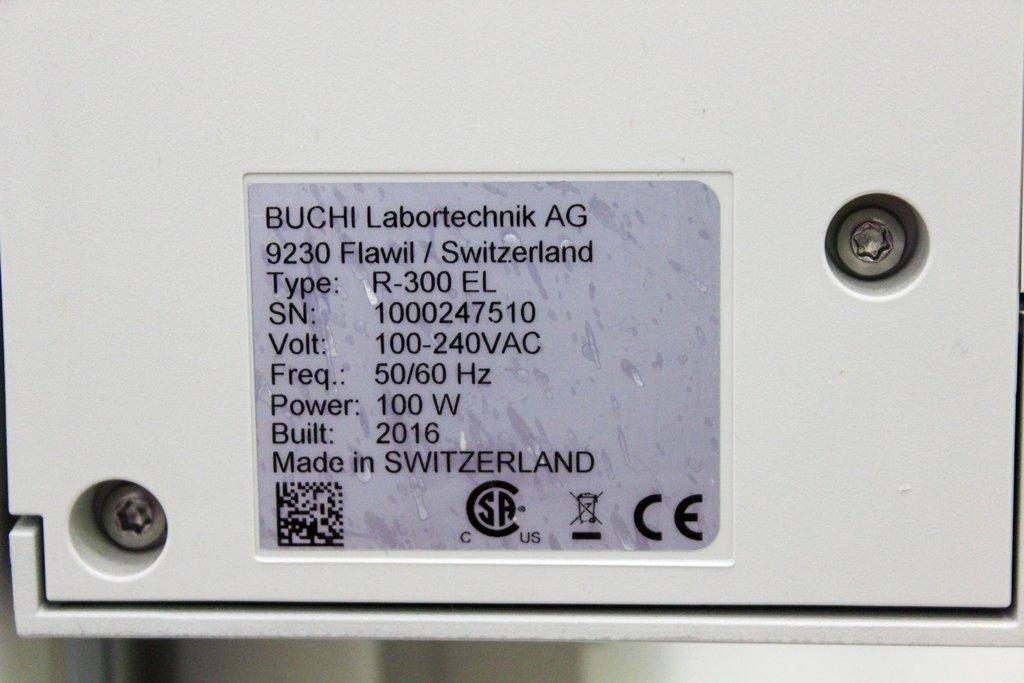 BUCHI Labortechnik AG
9230 Flawil / Switzerland
Type: R-300 EL
SN: 1000247510
Volt: 100-240VAC
Freq.: 50/60 Hz
Power: 100 W
Built: 2016
Made in SWITZERLAND
C SA ® US CE